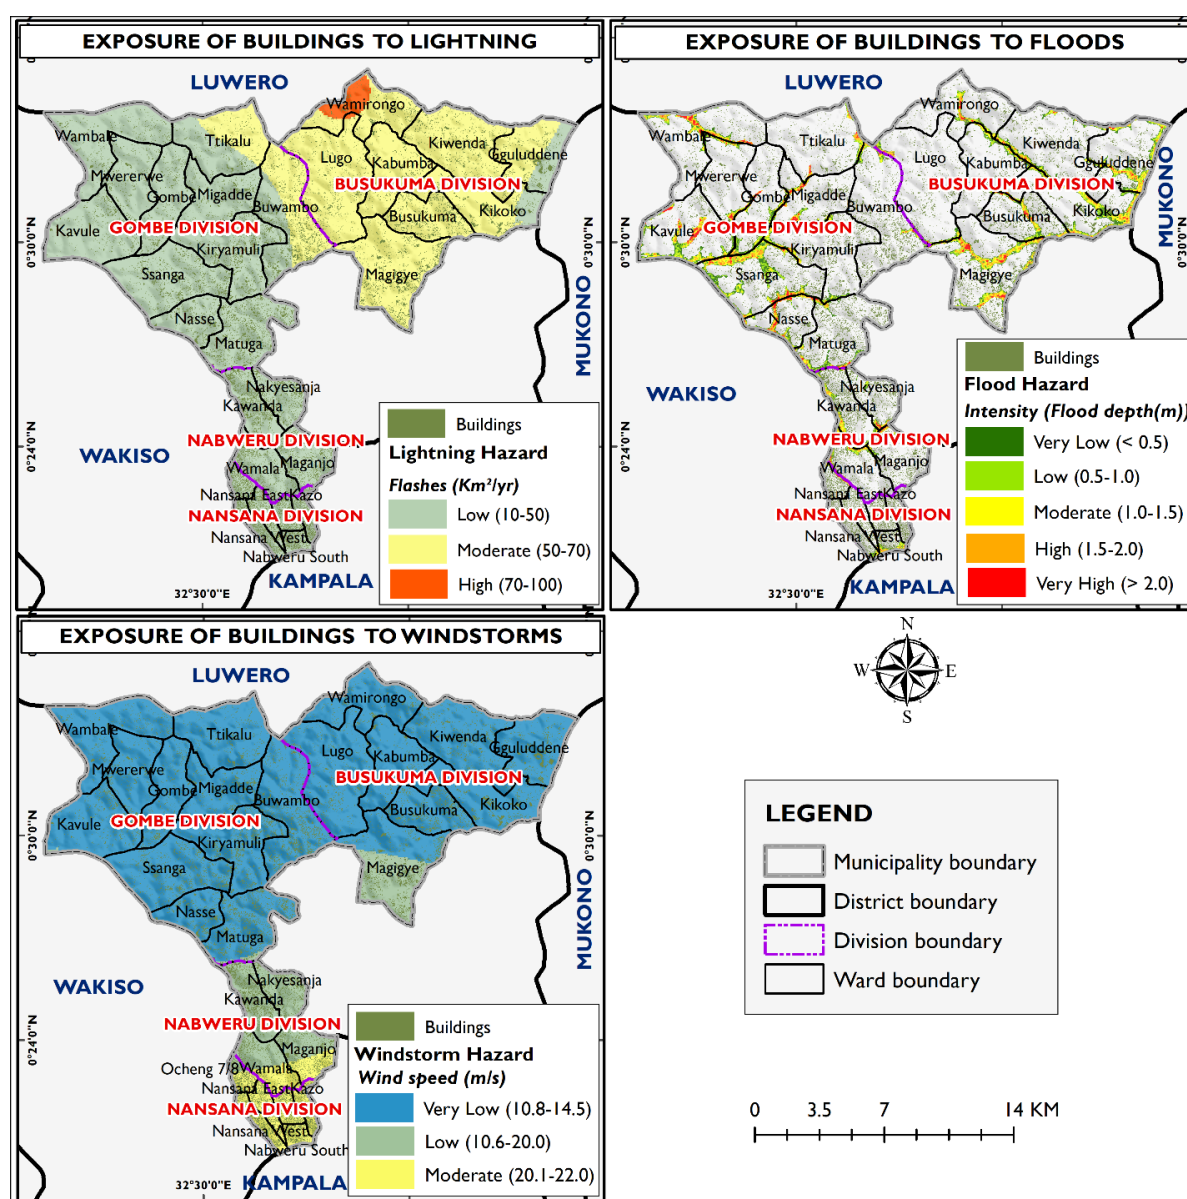 EXPOSURE OF BUILDINGS TO LIGHTNING
LUWERO
Wamirongo
Wambale
Ttikalu
Kiwenda
Lugo
Kabumba
Gguluddene
Mwererwe
Gombe
Migadde
BUSUKUMA DIVISION
Buwambo
Busukuma
Kikoko
Kavule
GOMBE DIVISION
Kiryamuli
Ssanga
Magigye
Nasse
Matuga
MUKONO
Nakyesanja
Kawanda
NABWERU DIVISION
WAKISO
Wamala
Maganjo
Nansana East
Kazo
NANSANA DIVISION
Nansana West
Nabweru South
KAMPALA
0°30'0"N
0°30'0"N
0°24'0"N
32°30'0"E
Buildings
Lightning Hazard
Flashes (Km²/yr)
Low (10-50)
Moderate (50-70)
High (70-100)
EXPOSURE OF BUILDINGS TO FLOODS
LUWERO
Wamirongo
Wambale
Ttikalu
Kiwenda
Lugo
Kabumba
Gguluddene
Mwererwe
Gombe
Migadde
BUSUKUMA DIVISION
Buwambo
Busukuma
Kikoko
MUKONO
Kavule
GOMBE DIVISION
Kiryamuli
Ssanga
Magigye
Nasse
Matuga
WAKISO
Nakyesanja
Kawanda
NABWERU DIVISION
Wamala
Maganjo
Nansana East
Kazo
NANSANA DIVISION
Nansana West
Nabweru South
KAMPALA
0°30'0"N
0°30'0"N
0°24'0"N
32°30'0"E
Buildings
Flood Hazard
Intensity (Flood depth(m))
Very Low (< 0.5)
Low (0.5-1.0)
Moderate (1.0-1.5)
High (1.5-2.0)
Very High (> 2.0)
EXPOSURE OF BUILDINGS TO WINDSTORMS
LUWERO
Wamirongo
Wambale
Ttikalu
Kiwenda
Lugo
Kabumba
Gguluddene
Mwererwe
Gombe
Migadde
BUSUKUMA DIVISION
Buwambo
Busukuma
Kikoko
Kavule
GOMBE DIVISION
Kiryamuli
Ssanga
Magigye
Nasse
Matuga
MUKONO
WAKISO
Nakyesanja
Kawanda
NABWERU DIVISION
Maganjo
Ocheng 7/8
Wamala
Nansana East
Kazo
NANSANA DIVISION
Nansana West
Nabweru South
KAMPALA
0°30'0"N
0°30'0"N
0°24'0"N
32°30'0"E
Buildings
Windstorm Hazard
Wind speed (m/s)
Very Low (10.8-14.5)
Low (10.6-20.0)
Moderate (20.1-22.0)
N
W
E
S
LEGEND
Municipality boundary
District boundary
Division boundary
Ward boundary
0 3.5 7 14 KM